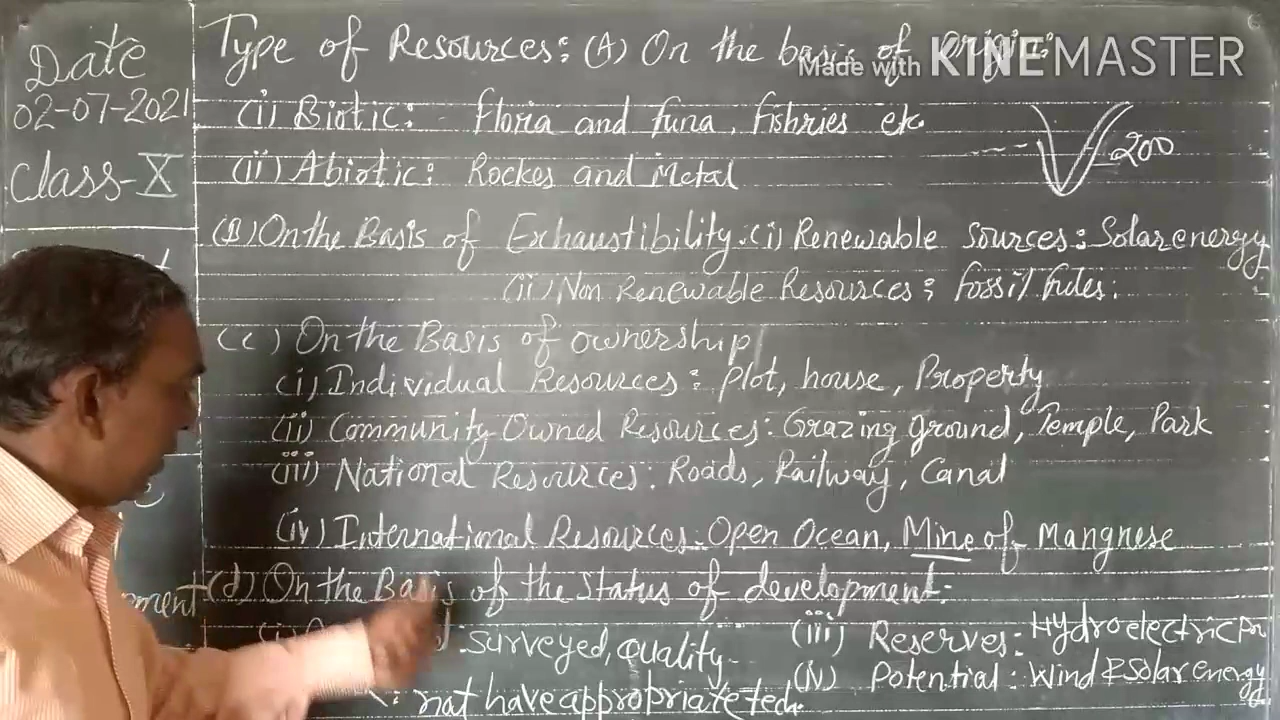 Date
02-07-2021
Class-X
Type of Resources: (A) On the basis of origin:
Made with KINEMASTER
(i) Biotic: Floria and funa, fishries etc.
200
(ii) Abiotic: Rockes and Metal
(B) On the Basis of Exhaustibility: (i) Renewable Sources: Solar energy
(ii) Non Renewable Resources: fossil fules.
(c) On the Basis of ownership
(i) Individual Resources: plot, house, Property
(ii) Community Owned Resources: Grazing ground, Temple, Park
(iii) National Resources: Roads, Railway, Canal
(iv) International Resources: Open Ocean, Mine of Mangnese
ment
(d) On the Basis of the Status of development:
(i) : Surveyed, quality
(iii) Reserves: Hydroelectric Po
(iv) Potential: Wind & Solar energy
: not have appropriate tech.